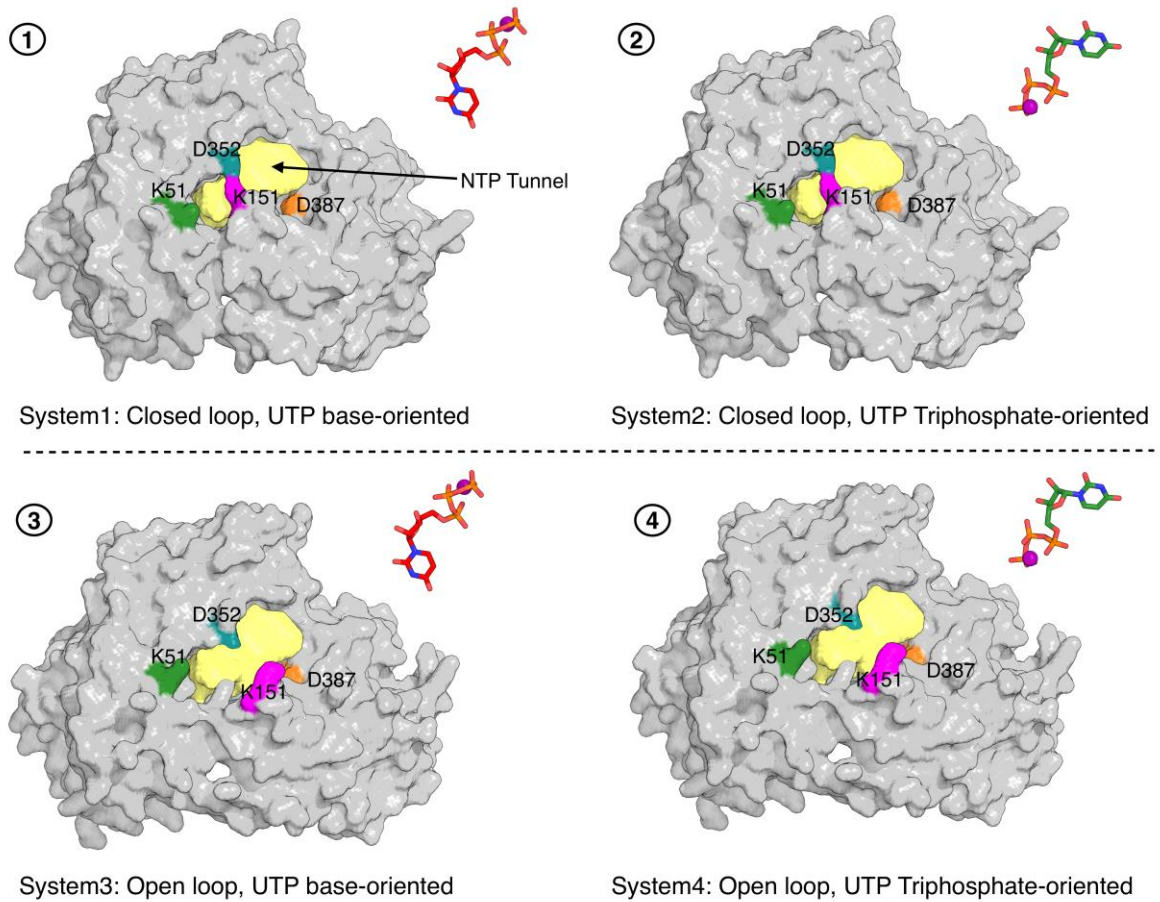 1
2
D352
NTP Tunnel
K51
K151
D387
D352
K51
K151
D387
System1: Closed loop, UTP base-oriented
System2: Closed loop, UTP Triphosphate-oriented
3
4
D352
K51
K151
D387
D352
K51
K151
D387
System3: Open loop, UTP base-oriented
System4: Open loop, UTP Triphosphate-oriented